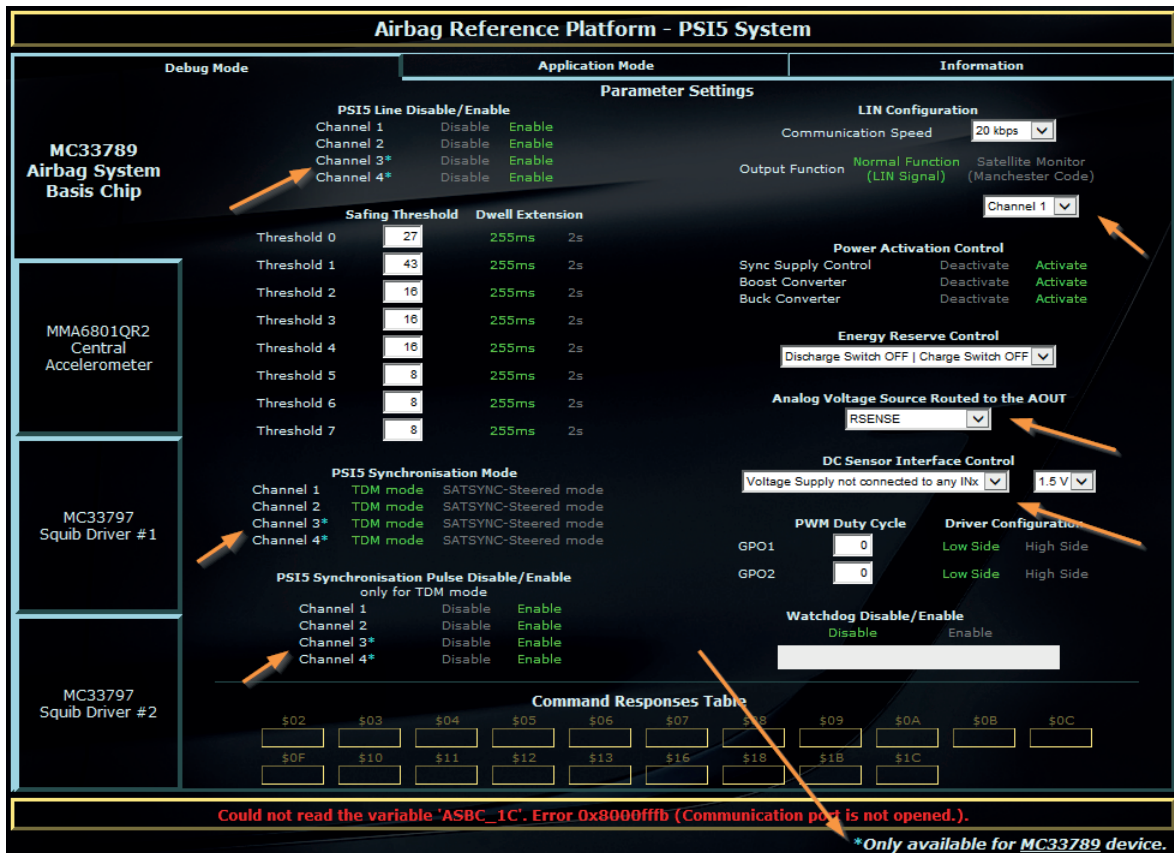 Airbag Reference Platform - PSI5 System
Debug Mode
Application Mode
Information
MC33789
Airbag System
Basis Chip
MMA6801QR2
Central
Accelerometer
MC33797
Squib Driver #1
MC33797
Squib Driver #2
Parameter Settings
PSI5 Line Disable/Enable
Channel 1 Disable Enable
Channel 2 Disable Enable
Channel 3* Disable Enable
Channel 4* Disable Enable
Safing Threshold Dwell Extension
Threshold 0 27 255ms 2s
Threshold 1 43 255ms 2s
Threshold 2 16 255ms 2s
Threshold 3 16 255ms 2s
Threshold 4 16 255ms 2s
Threshold 5 8 255ms 2s
Threshold 6 8 255ms 2s
Threshold 7 8 255ms 2s
PSI5 Synchronisation Mode
Channel 1 TDM mode SATSYNC-Steered mode
Channel 2 TDM mode SATSYNC-Steered mode
Channel 3* TDM mode SATSYNC-Steered mode
Channel 4* TDM mode SATSYNC-Steered mode
PSI5 Synchronisation Pulse Disable/Enable
only for TDM mode
Channel 1 Disable Enable
Channel 2 Disable Enable
Channel 3* Disable Enable
Channel 4* Disable Enable
LIN Configuration
Communication Speed 20 kbps
Output Function Normal Function (LIN Signal) Satellite Monitor (Manchester Code)
Channel 1
Power Activation Control
Sync Supply Control Deactivate Activate
Boost Converter Deactivate Activate
Buck Converter Deactivate Activate
Energy Reserve Control
Discharge Switch OFF | Charge Switch OFF
Analog Voltage Source Routed to the AOUT
RSENSE
DC Sensor Interface Control
Voltage Supply not connected to any INx 1.5 V
PWM Duty Cycle Driver Configuration
GPO1 0 Low Side High Side
GPO2 0 Low Side High Side
Watchdog Disable/Enable
Disable Enable
Command Responses Table
$02 $03 $04 $05 $06 $07 $08 $09 $0A $0B $0C
$0F $10 $11 $12 $13 $16 $18 $1B $1C
Could not read the variable 'ASBC_1C'. Error 0x8000fffb (Communication port is not opened.).
*Only available for MC33789 device.